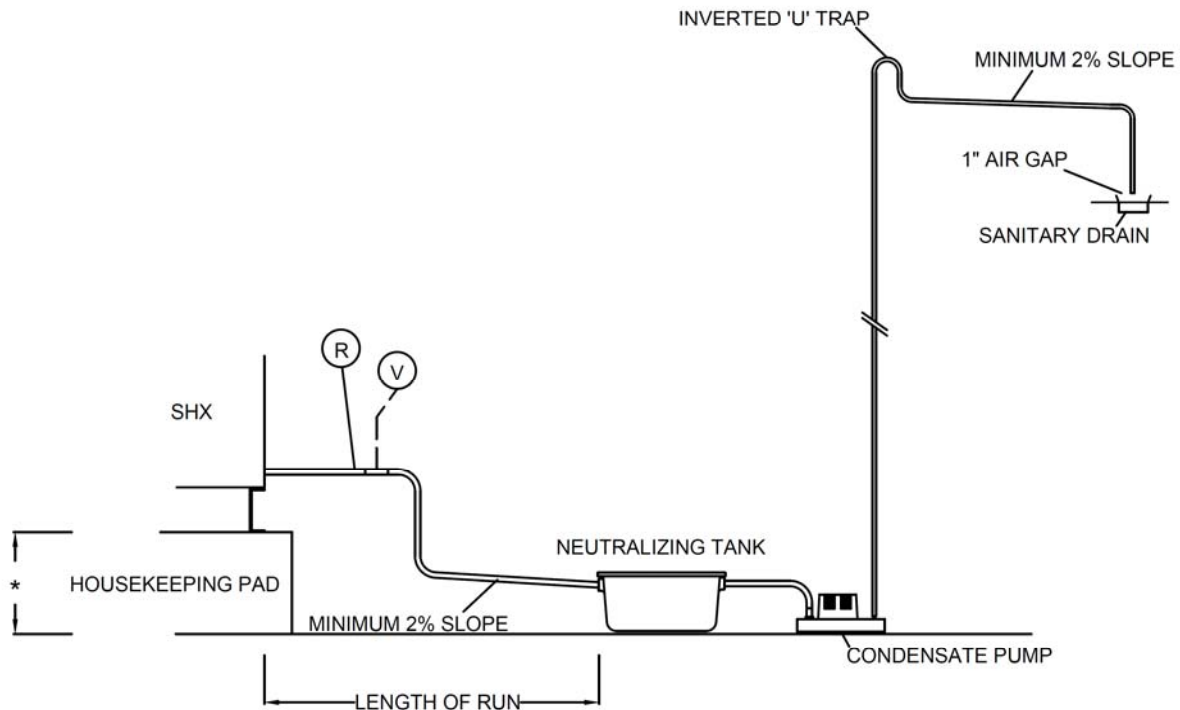 INVERTED 'U' TRAP
MINIMUM 2% SLOPE
1" AIR GAP
SANITARY DRAIN
R
V
SHX
NEUTRALIZING TANK
*
HOUSEKEEPING PAD
MINIMUM 2% SLOPE
CONDENSATE PUMP
LENGTH OF RUN